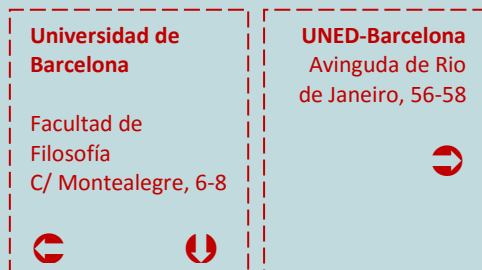 Universidad de
Barcelona
Facultad de
Filosofía
C/ Montealegre, 6-8
UNED-Barcelona
Avinguda de Rio
de Janeiro, 56-58